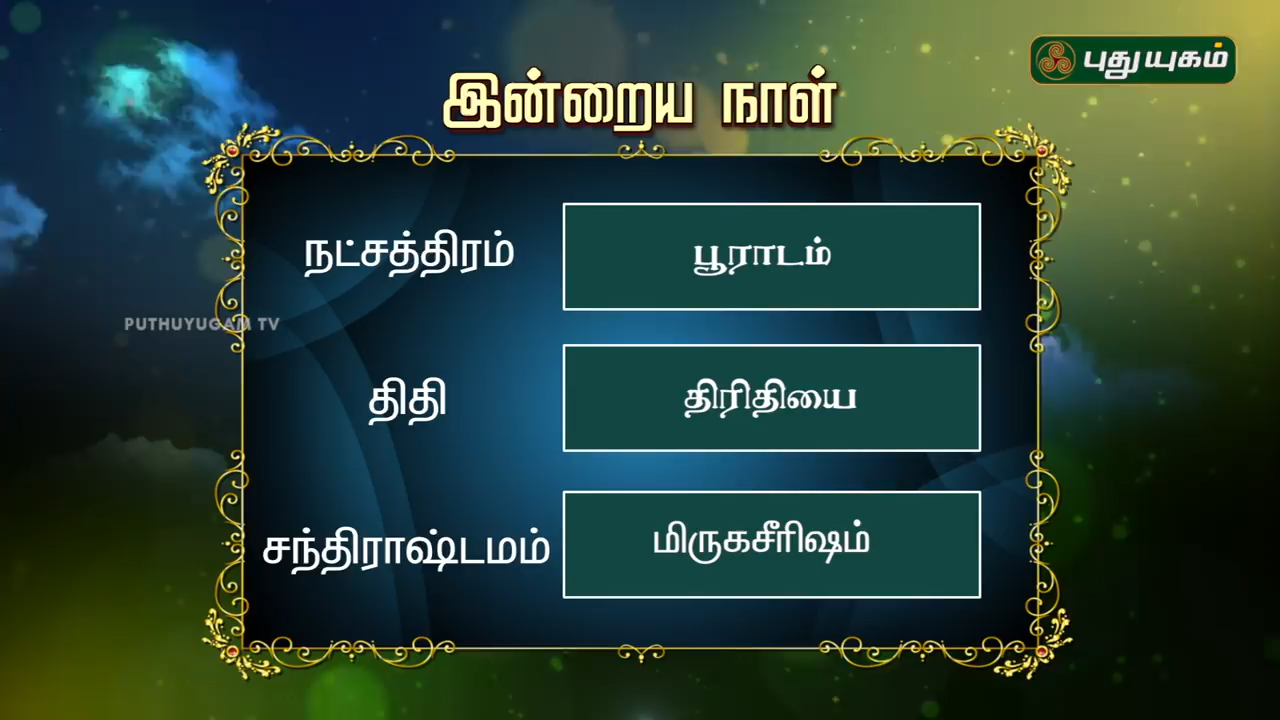 புதுயுகம்
இன்றைய நாள்
நட்சத்திரம் பூராடம்
PUTHUYUGAM TV
திதி திரிதியை
சந்திராஷ்டமம் மிருகசீரிஷம்